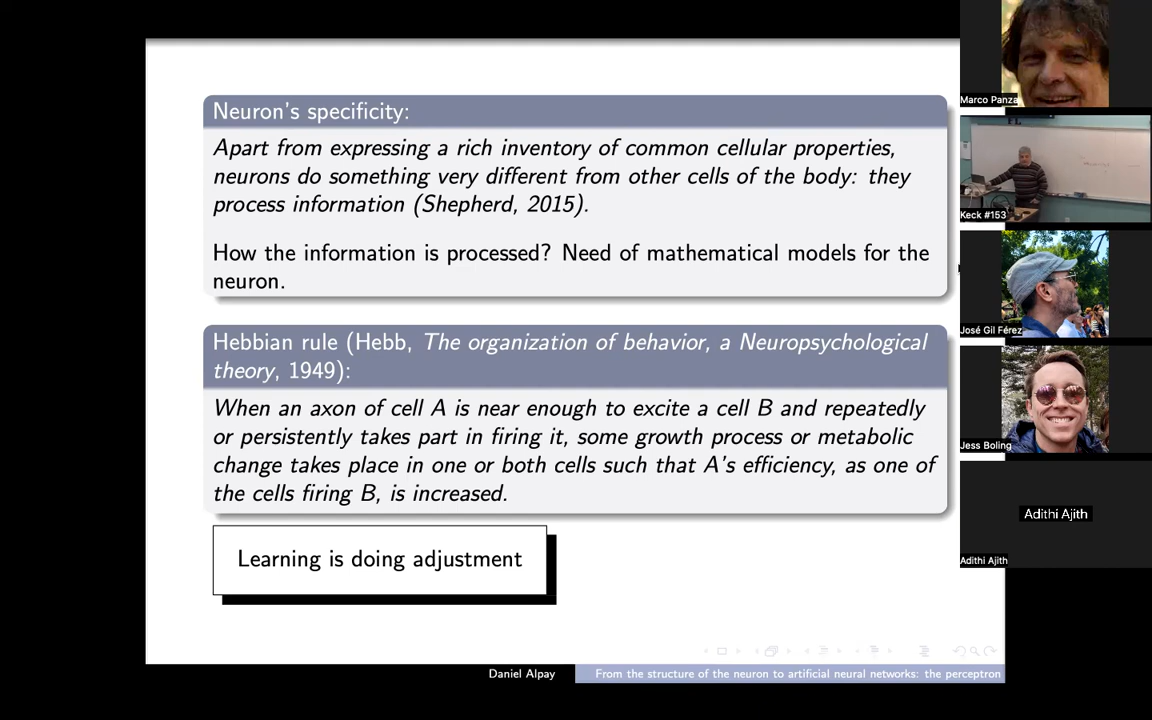 Neuron's specificity:
Apart from expressing a rich inventory of common cellular properties,
neurons do something very different from other cells of the body: they
process information (Shepherd, 2015).
How the information is processed? Need of mathematical models for the
neuron.
Hebbian rule (Hebb, The organization of behavior, a Neuropsychological
theory, 1949):
When an axon of cell A is near enough to excite a cell B and repeatedly
or persistently takes part in firing it, some growth process or metabolic
change takes place in one or both cells such that A's efficiency, as one of
the cells firing B, is increased.
Learning is doing adjustment
Daniel Alpay
From the structure of the neuron to artificial neural networks: the perceptron
Marco Panza
Keck #153
José Gil Férez
Jess Boling
Adithi Ajith
Adithi Ajith